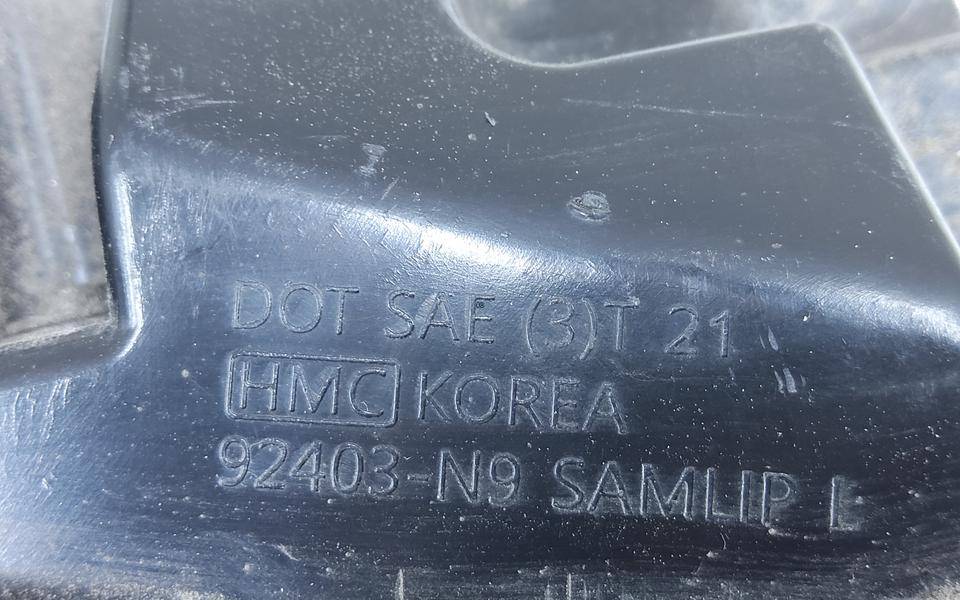 DOT SAE (3)T 21
HMC KOREA
92403-N9 SAMLIP L